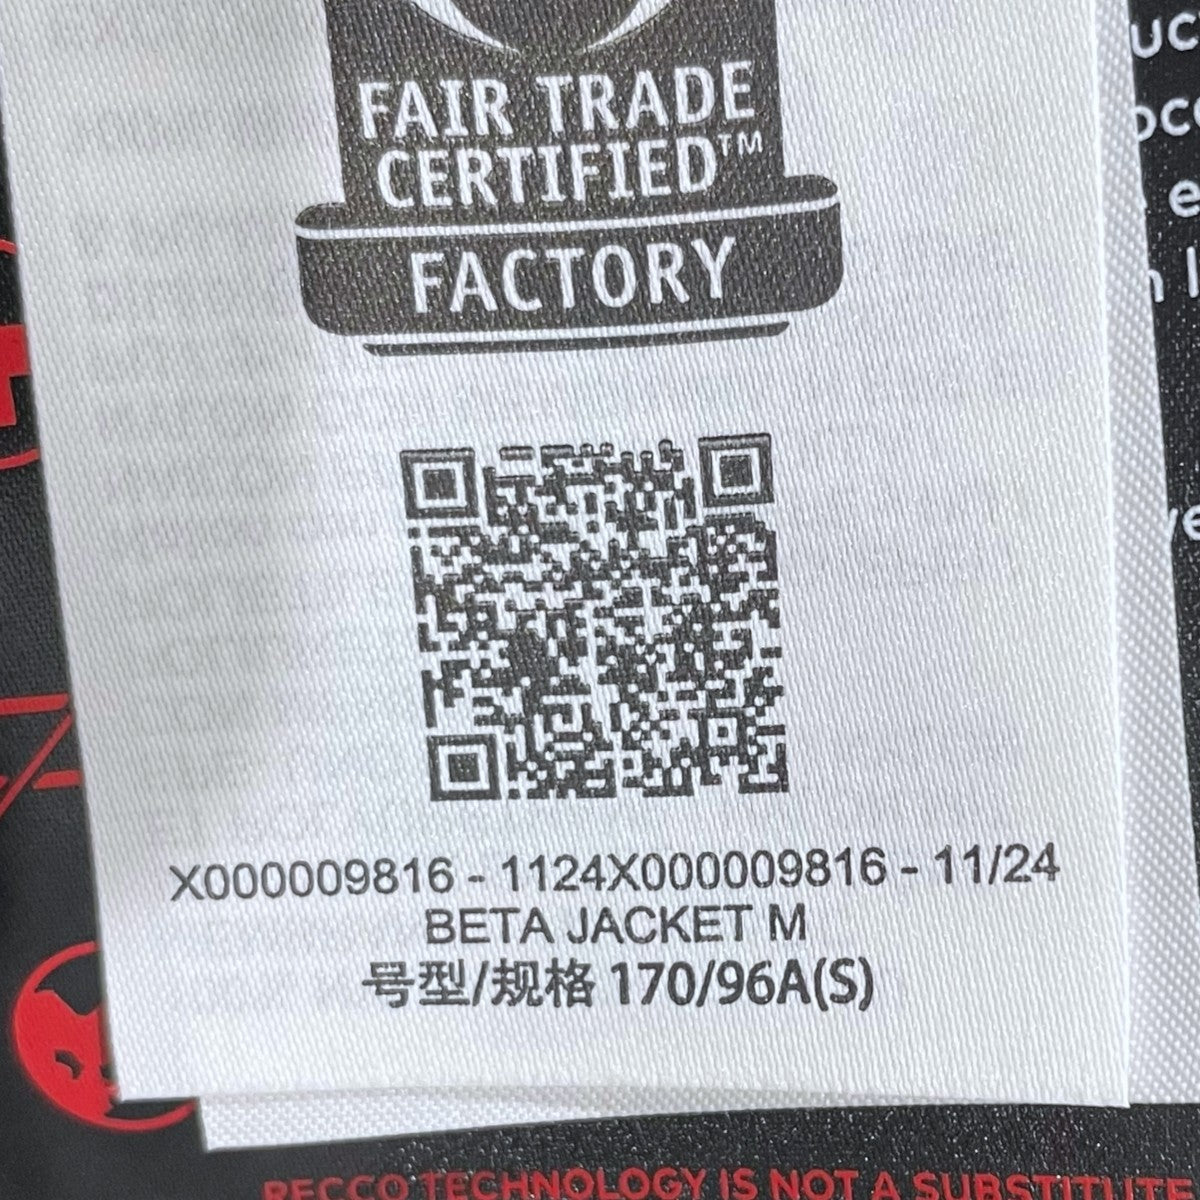 FAIR TRADE
CERTIFIED™
FACTORY
X000009816 - 1124X000009816 - 11/24
BETA JACKET M
号型/规格 170/96A(S)
RECCO TECHNOLOGY IS NOT A SUBSTITUTE